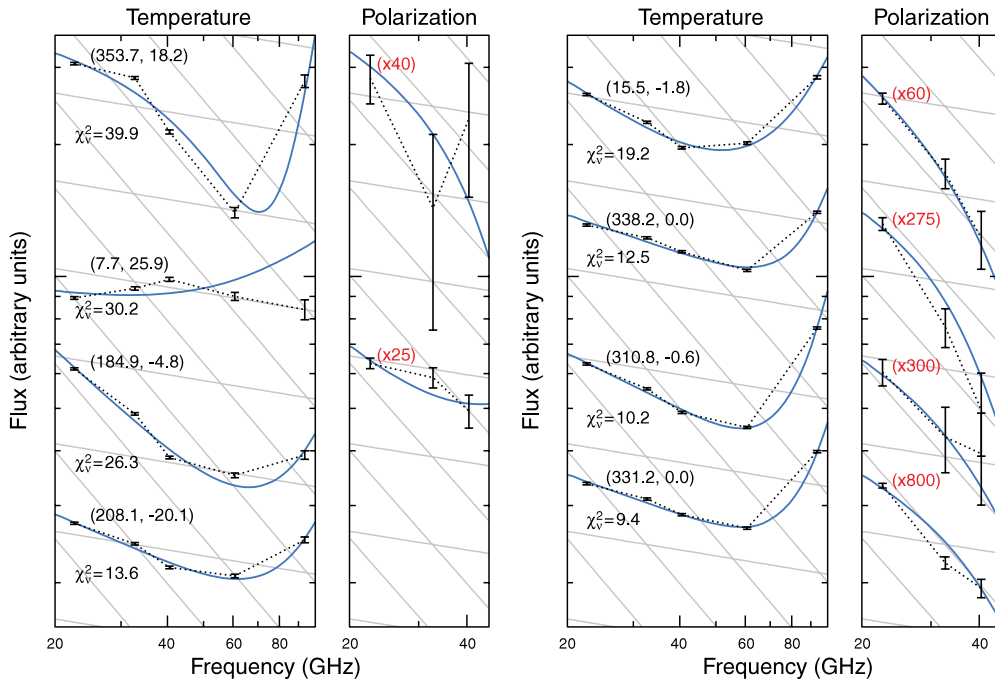 Temperature
Polarization
Temperature
Polarization
Flux (arbitrary units)
(353.7, 18.2)
χ²ᵥ=39.9
(7.7, 25.9)
χ²ᵥ=30.2
(184.9, -4.8)
χ²ᵥ=26.3
(208.1, -20.1)
χ²ᵥ=13.6
20
40
60
80
(x40)
(x25)
20
40
Frequency (GHz)
Flux (arbitrary units)
(15.5, -1.8)
χ²ᵥ=19.2
(338.2, 0.0)
χ²ᵥ=12.5
(310.8, -0.6)
χ²ᵥ=10.2
(331.2, 0.0)
χ²ᵥ=9.4
20
40
60
80
(x60)
(x275)
(x300)
(x800)
20
40
Frequency (GHz)